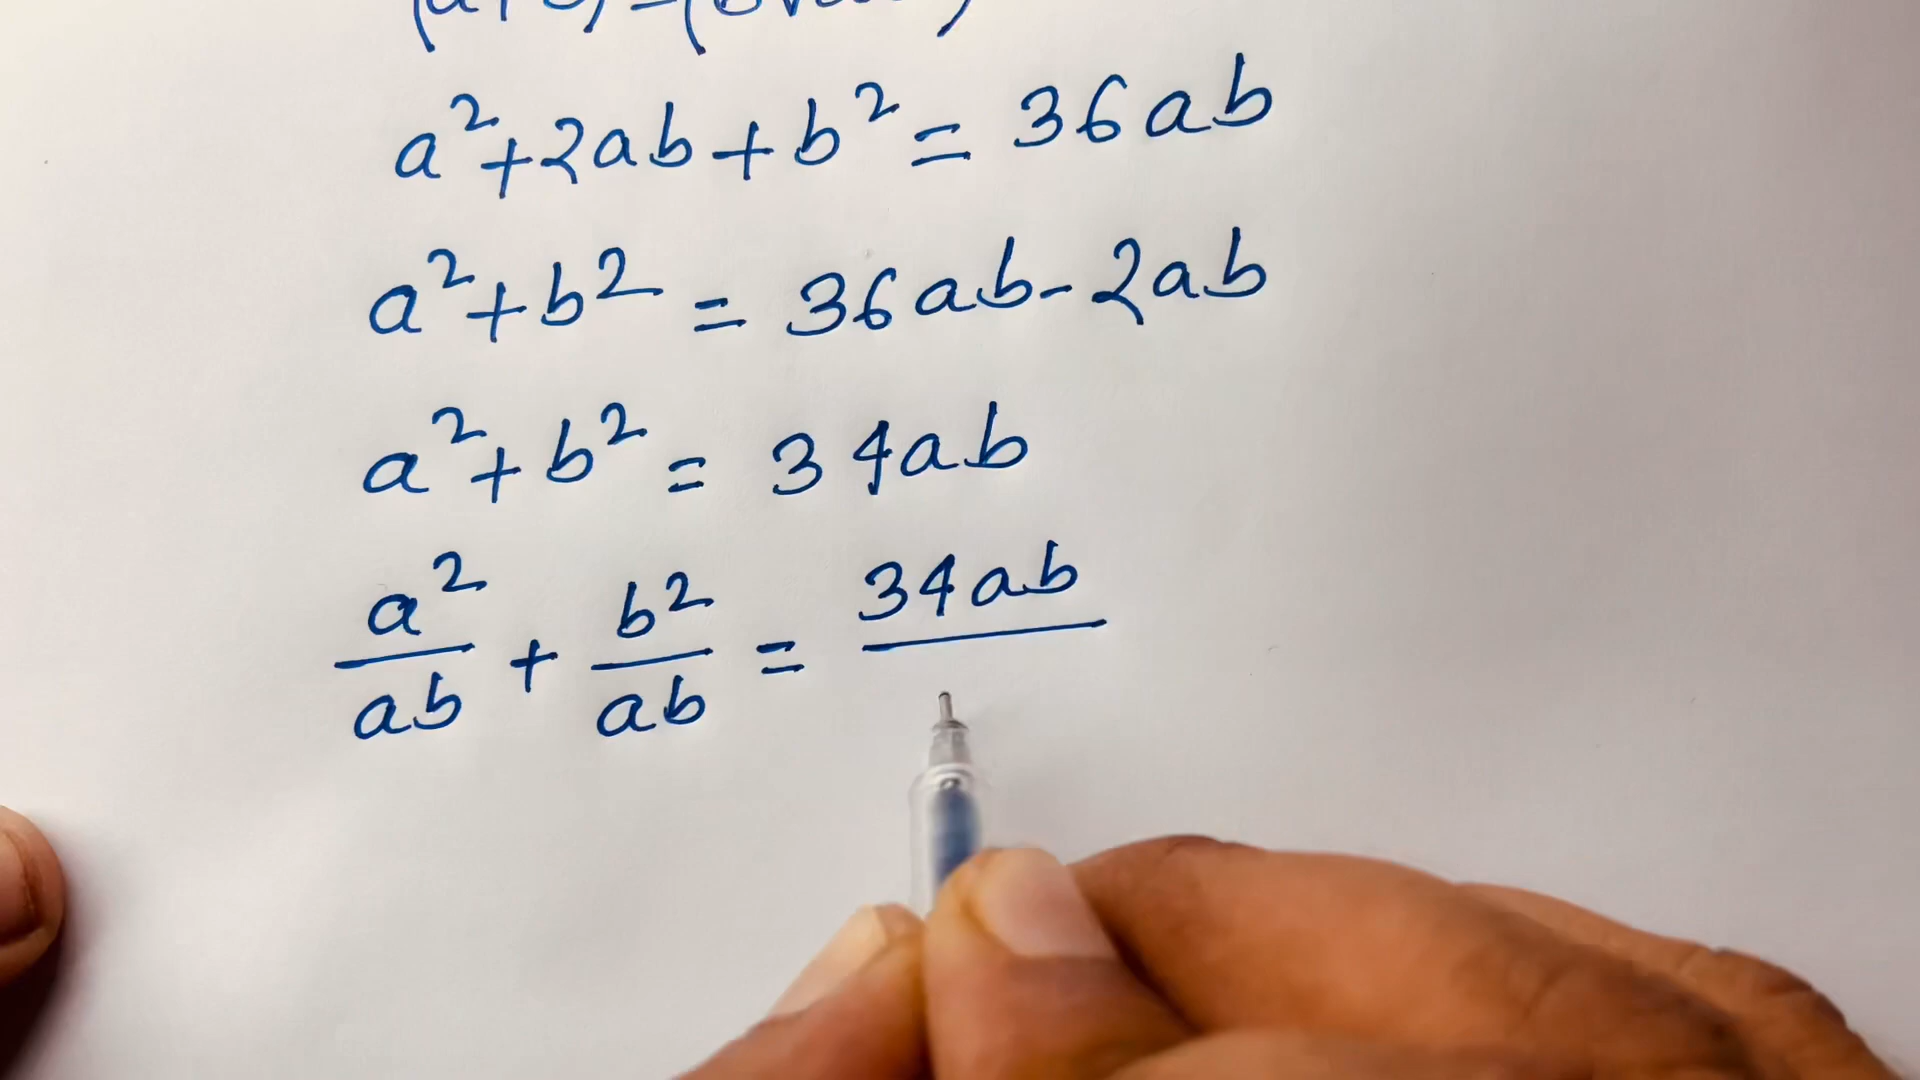 a²+2ab+b²=36ab
a²+b²=36ab-2ab
a²+b²=34ab
a²/ab + b²/ab = 34ab/